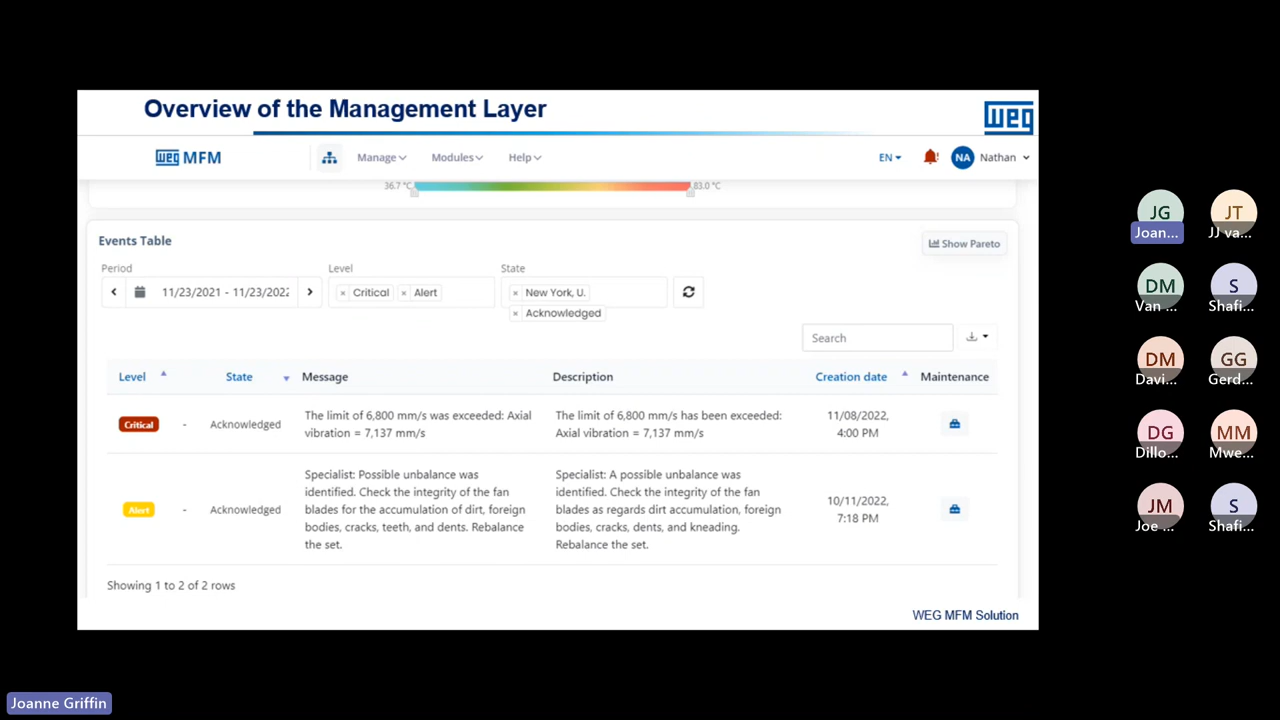 Overview of the Management Layer
weg
weg MFM
Manage
Modules
Help
EN
NA
Nathan
36.7 °C
83.0 °C
Events Table
Show Pareto
Period
Level
State
11/23/2021 - 11/23/2022
× Critical
× Alert
× New York, U.
× Acknowledged
Search
Level
State
Message
Description
Creation date
Maintenance
Critical
-
Acknowledged
The limit of 6,800 mm/s was exceeded: Axial
vibration = 7,137 mm/s
The limit of 6,800 mm/s has been exceeded:
Axial vibration = 7,137 mm/s
11/08/2022,
4:00 PM
Alert
-
Acknowledged
Specialist: Possible unbalance was
identified. Check the integrity of the fan
blades for the accumulation of dirt, foreign
bodies, cracks, teeth, and dents. Rebalance
the set.
Specialist: A possible unbalance was
identified. Check the integrity of the fan
blades as regards dirt accumulation, foreign
bodies, cracks, dents, and kneading.
Rebalance the set.
10/11/2022,
7:18 PM
Showing 1 to 2 of 2 rows
WEG MFM Solution
JG
Joan...
JT
JJ va...
DM
Van ...
S
Shafi...
DM
Davi...
GG
Gerd...
DG
Dillo...
MM
Mwe...
JM
Joe ...
S
Shafi...
Joanne Griffin